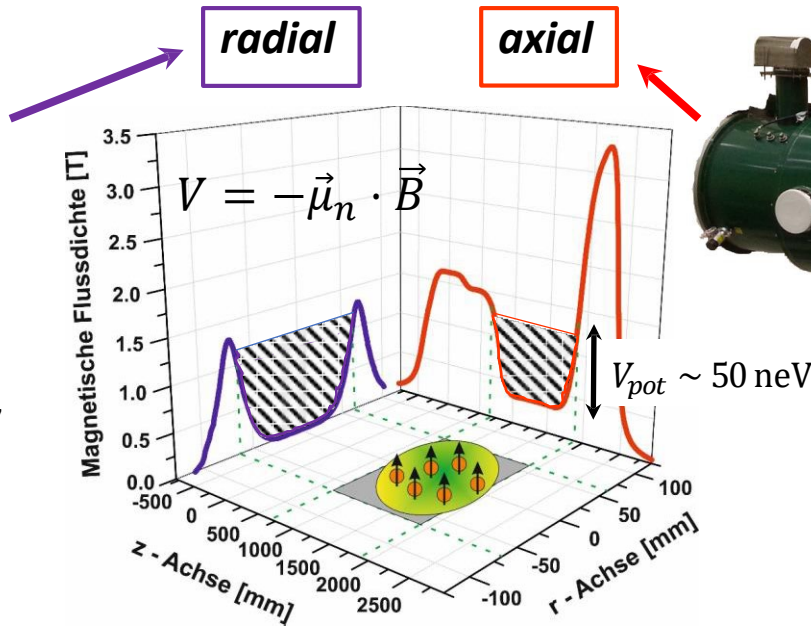 radial
axial
Magnetische Flussdichte [T]
3.5
3.0
2.5
2.0
1.5
1.0
0.5
0.0
V = −μ⃗ₙ · B⃗
V_pot ~ 50 neV
-500
0
500
1000
1500
2000
2500
z - Achse [mm]
-100
-50
0
50
100
r - Achse [mm]